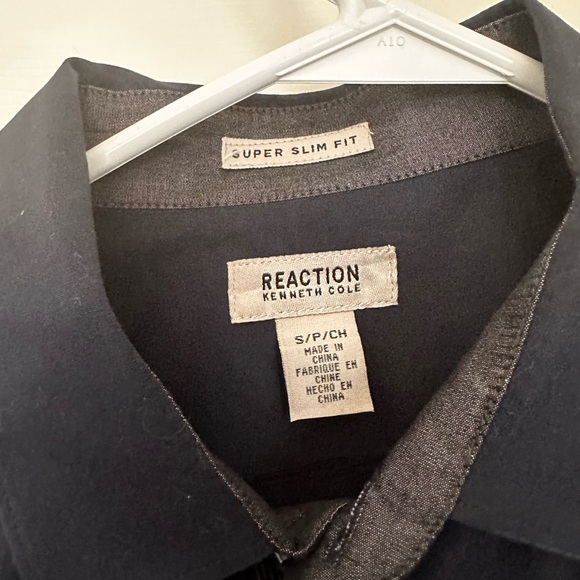 A10
SUPER SLIM FIT
REACTION
KENNETH COLE
S/P/CH
MADE IN
CHINA
FABRIQUE EN
CHINE
HECHO EN
CHINA